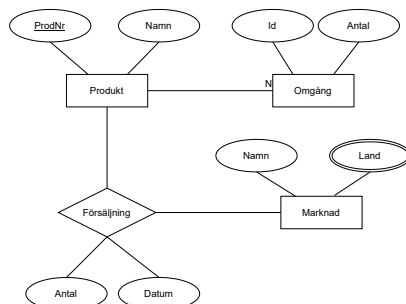 ProdNr
Namn
Id
Antal
Produkt
N
Omgång
Namn
Land
Försäljning
Marknad
Antal
Datum